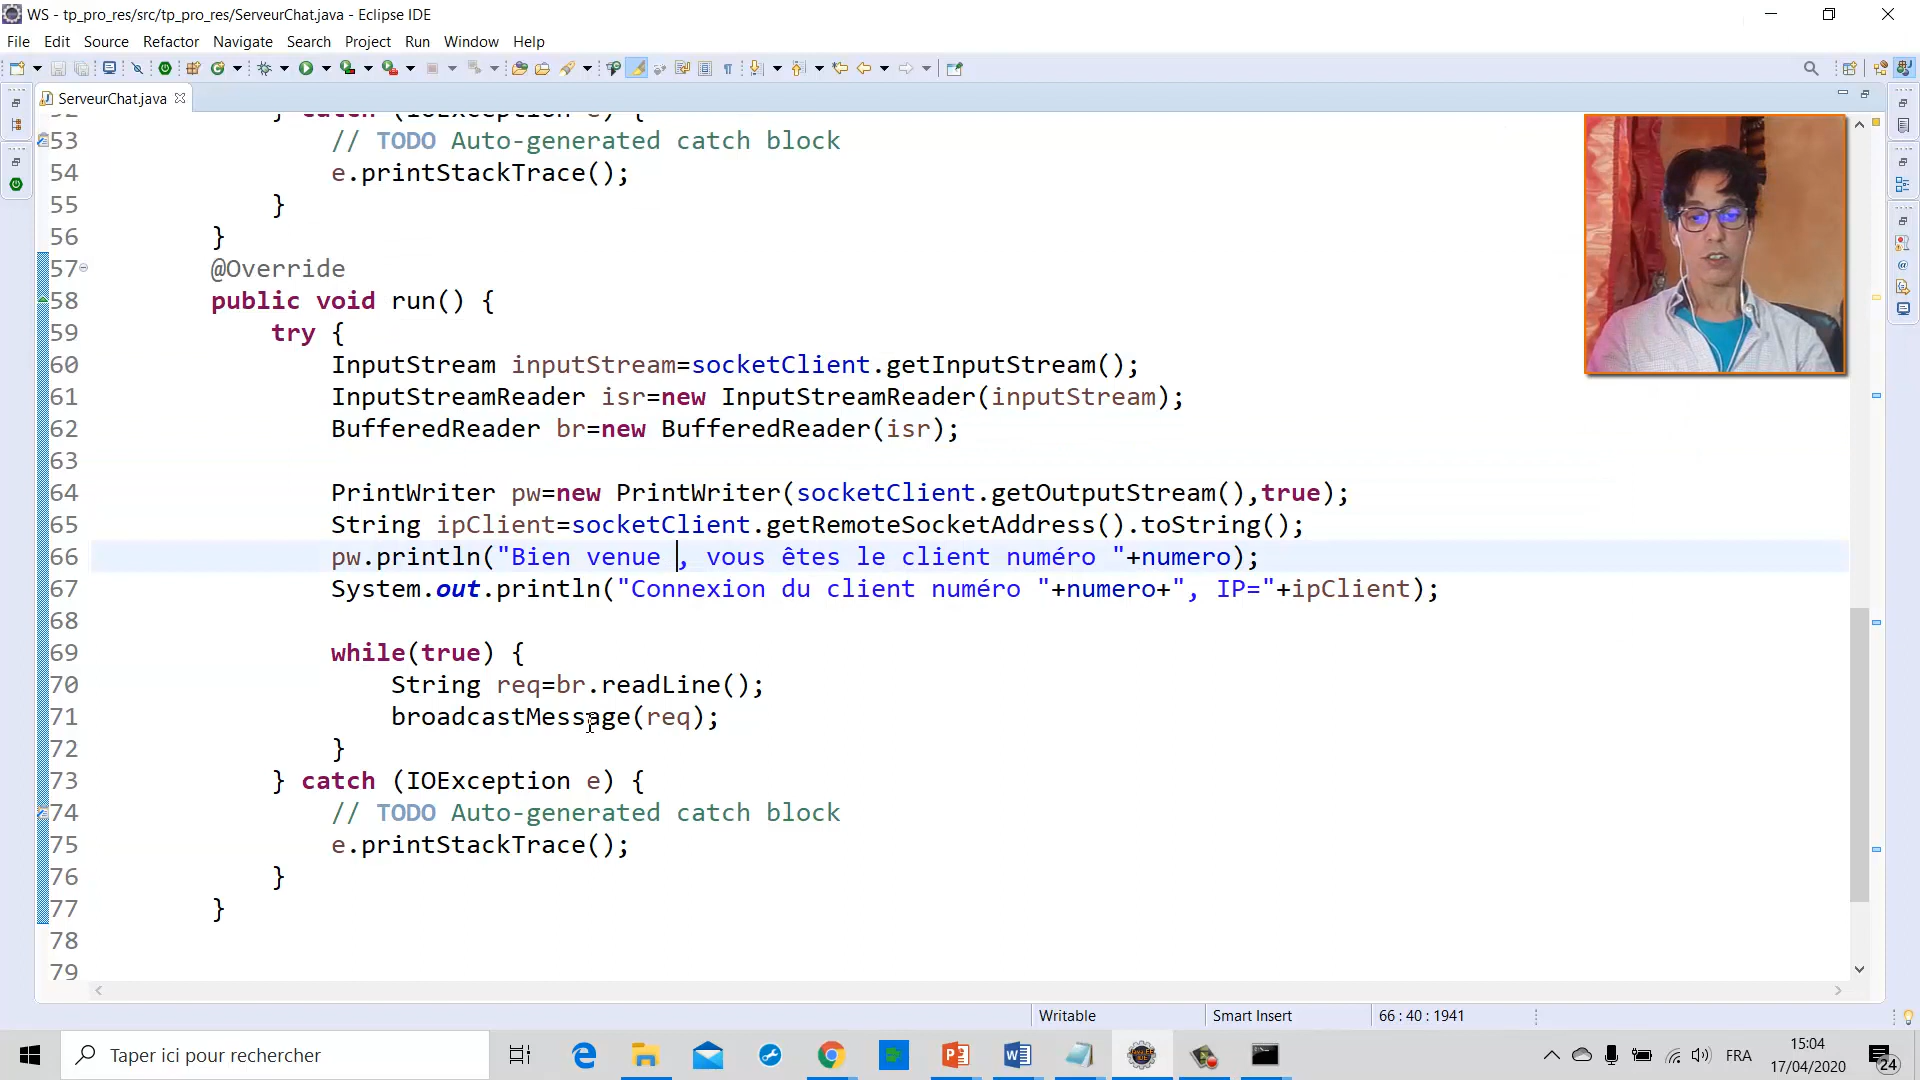 WS - tp_pro_res/src/tp_pro_res/ServeurChat.java - Eclipse IDE
File Edit Source Refactor Navigate Search Project Run Window Help
ServeurChat.java
52 } catch (IOException e) {
53 // TODO Auto-generated catch block
54 e.printStackTrace();
55 }
56 }
57 @Override
58 public void run() {
59 try {
60 InputStream inputStream=socketClient.getInputStream();
61 InputStreamReader isr=new InputStreamReader(inputStream);
62 BufferedReader br=new BufferedReader(isr);
63
64 PrintWriter pw=new PrintWriter(socketClient.getOutputStream(),true);
65 String ipClient=socketClient.getRemoteSocketAddress().toString();
66 pw.println("Bien venue , vous êtes le client numéro "+numero);
67 System.out.println("Connexion du client numéro "+numero+", IP="+ipClient);
68
69 while(true) {
70 String req=br.readLine();
71 broadcastMessage(req);
72 }
73 } catch (IOException e) {
74 // TODO Auto-generated catch block
75 e.printStackTrace();
76 }
77 }
78
79
Writable Smart Insert 66 : 40 : 1941
Taper ici pour rechercher
FRA
15:04
17/04/2020
24